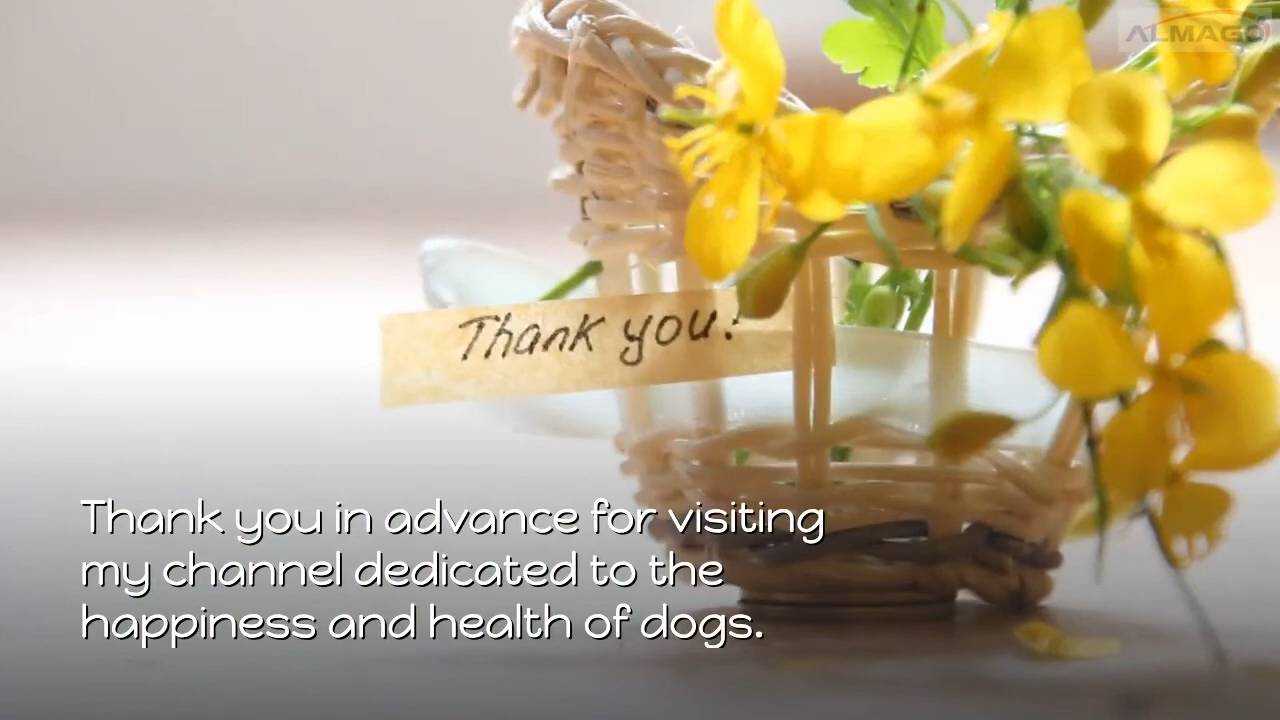 ALMAGO
Thank you!
Thank you in advance for visiting
my channel dedicated to the
happiness and health of dogs.